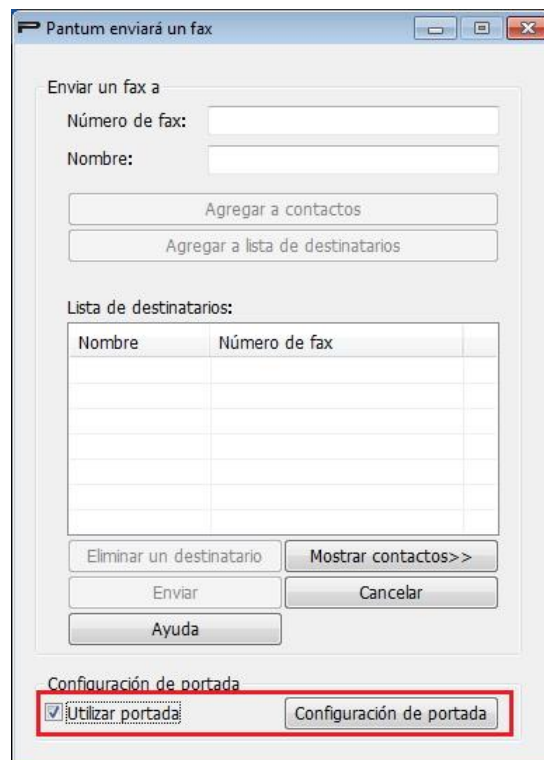 Pantum enviará un fax
Enviar un fax a
Número de fax:
Nombre:
Agregar a contactos
Agregar a lista de destinatarios
Lista de destinatarios:
Nombre Número de fax
Eliminar un destinatario Mostrar contactos>>
Enviar Cancelar
Ayuda
Configuración de portada
Utilizar portada Configuración de portada